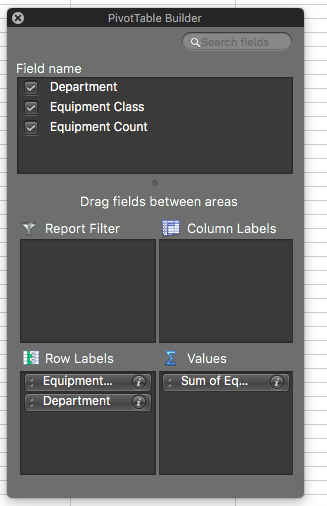 PivotTable Builder
Search fields
Field name
Department
Equipment Class
Equipment Count
Drag fields between areas
Report Filter
Column Labels
Row Labels
Values
Equipment...
Sum of Eq...
Department